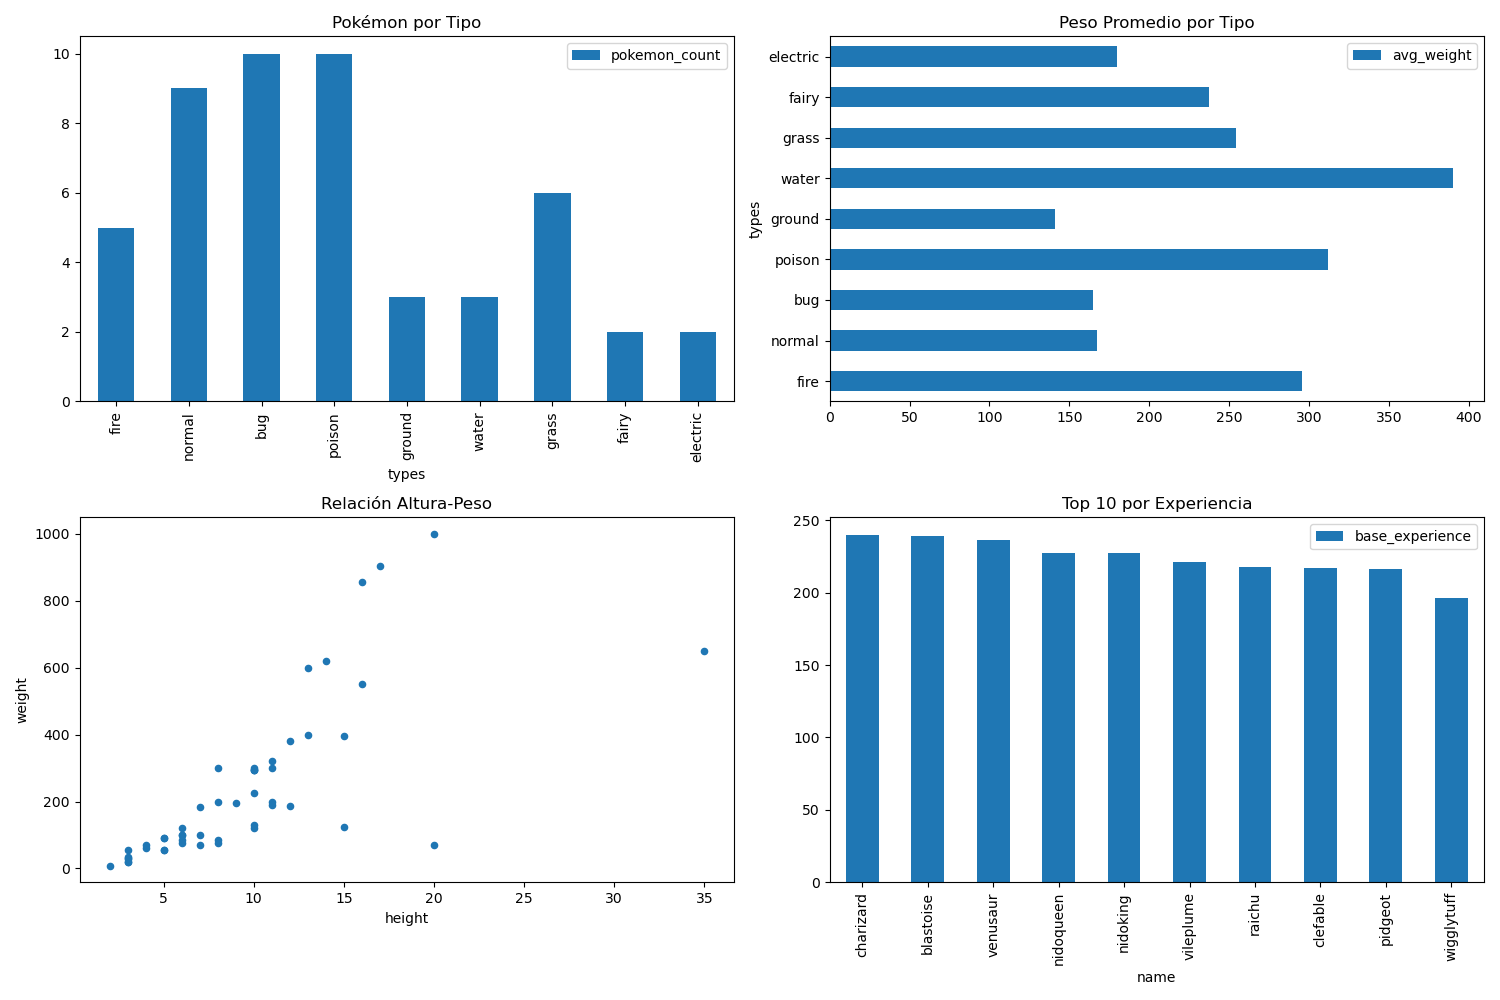 Pokémon por Tipo
pokemon_count
10
8
6
4
2
0
fire
normal
bug
poison
ground
water
grass
fairy
electric
types
Peso Promedio por Tipo
avg_weight
types
electric
fairy
grass
water
ground
poison
bug
normal
fire
0 50 100 150 200 250 300 350 400
Relación Altura-Peso
weight
1000
800
600
400
200
0
5 10 15 20 25 30 35
height
Top 10 por Experiencia
base_experience
250
200
150
100
50
0
charizard
blastoise
venusaur
nidoqueen
nidoking
vileplume
raichu
clefable
pidgeot
wigglytuff
name